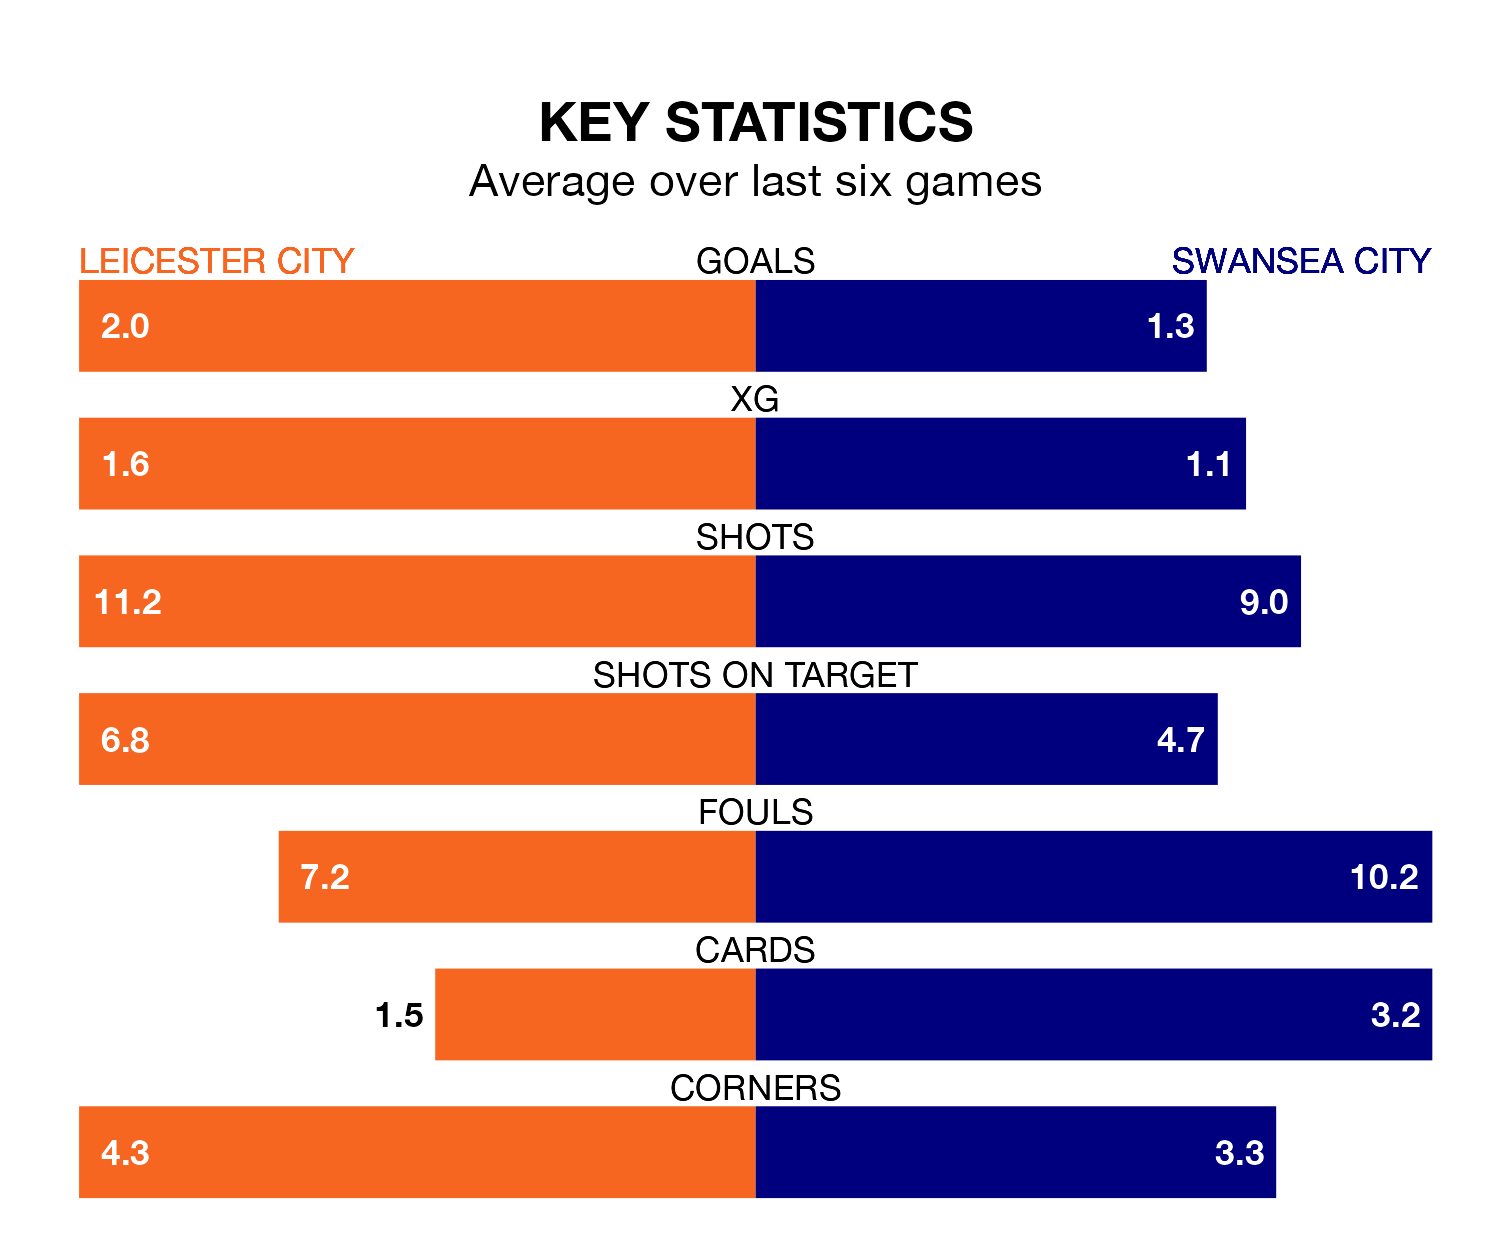 KEY STATISTICS
Average over last six games
LEICESTER CITY GOALS SWANSEA CITY
2.0 1.3
XG
1.6 1.1
SHOTS
11.2 9.0
SHOTS ON TARGET
6.8 4.7
FOULS
7.2 10.2
CARDS
1.5 3.2
CORNERS
4.3 3.3